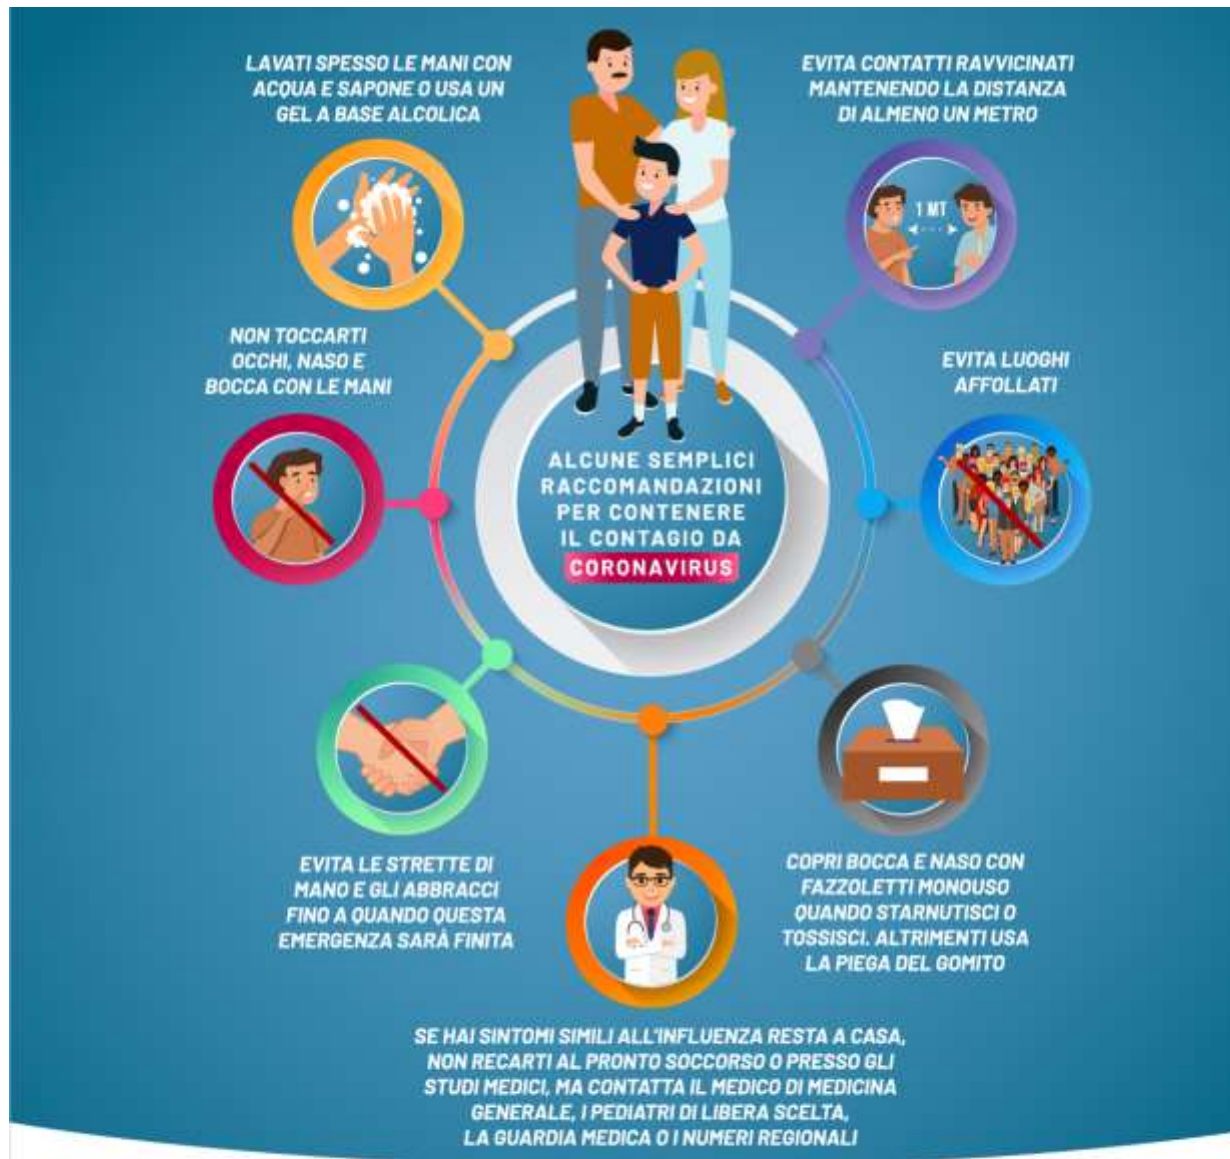 LAVATI SPESSO LE MANI CON
ACQUA E SAPONE O USA UN
GEL A BASE ALCOLICA
EVITA CONTATTI RAVVICINATI
MANTENENDO LA DISTANZA
DI ALMENO UN METRO
1 MT
NON TOCCARTI
OCCHI, NASO E
BOCCA CON LE MANI
EVITA LUOGHI
AFFOLLATI
ALCUNE SEMPLICI
RACCOMANDAZIONI
PER CONTENERE
IL CONTAGIO DA
CORONAVIRUS
EVITA LE STRETTE DI
MANO E GLI ABBRACCI
FINO A QUANDO QUESTA
EMERGENZA SARÀ FINITA
COPRI BOCCA E NASO CON
FAZZOLETTI MONOUSO
QUANDO STARNUTISCI O
TOSSISCI. ALTRIMENTI USA
LA PIEGA DEL GOMITO
SE HAI SINTOMI SIMILI ALL'INFLUENZA RESTA A CASA,
NON RECARTI AL PRONTO SOCCORSO O PRESSO GLI
STUDI MEDICI, MA CONTATTA IL MEDICO DI MEDICINA
GENERALE, I PEDIATRI DI LIBERA SCELTA,
LA GUARDIA MEDICA O I NUMERI REGIONALI